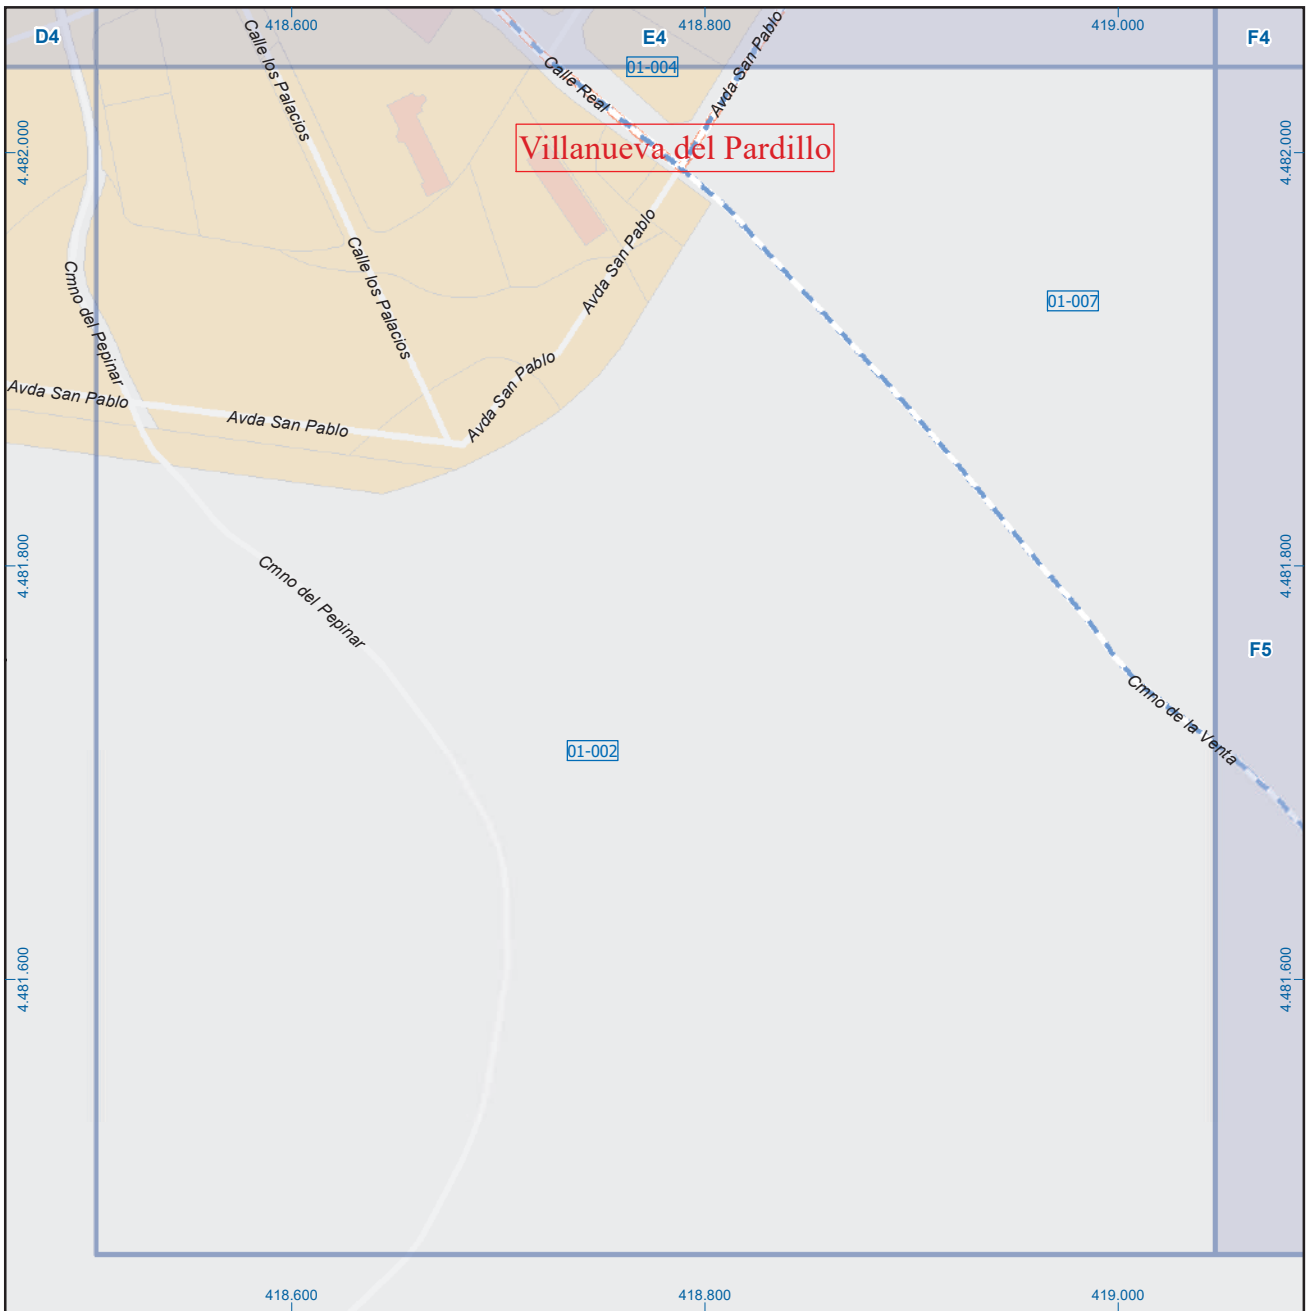 418.600
418.800
419.000
D4
E4
F4
01-004
Calle los Palacios
Calle Real
Avda San Pablo
Villanueva del Pardillo
4.482.000
4.482.000
Cmno del Pepinar
Calle los Palacios
Avda San Pablo
01-007
Avda San Pablo
Avda San Pablo
Avda San Pablo
4.481.800
4.481.800
Cmno del Pepinar
F5
Cmno de la Venta
01-002
4.481.600
4.481.600
418.600
418.800
419.000